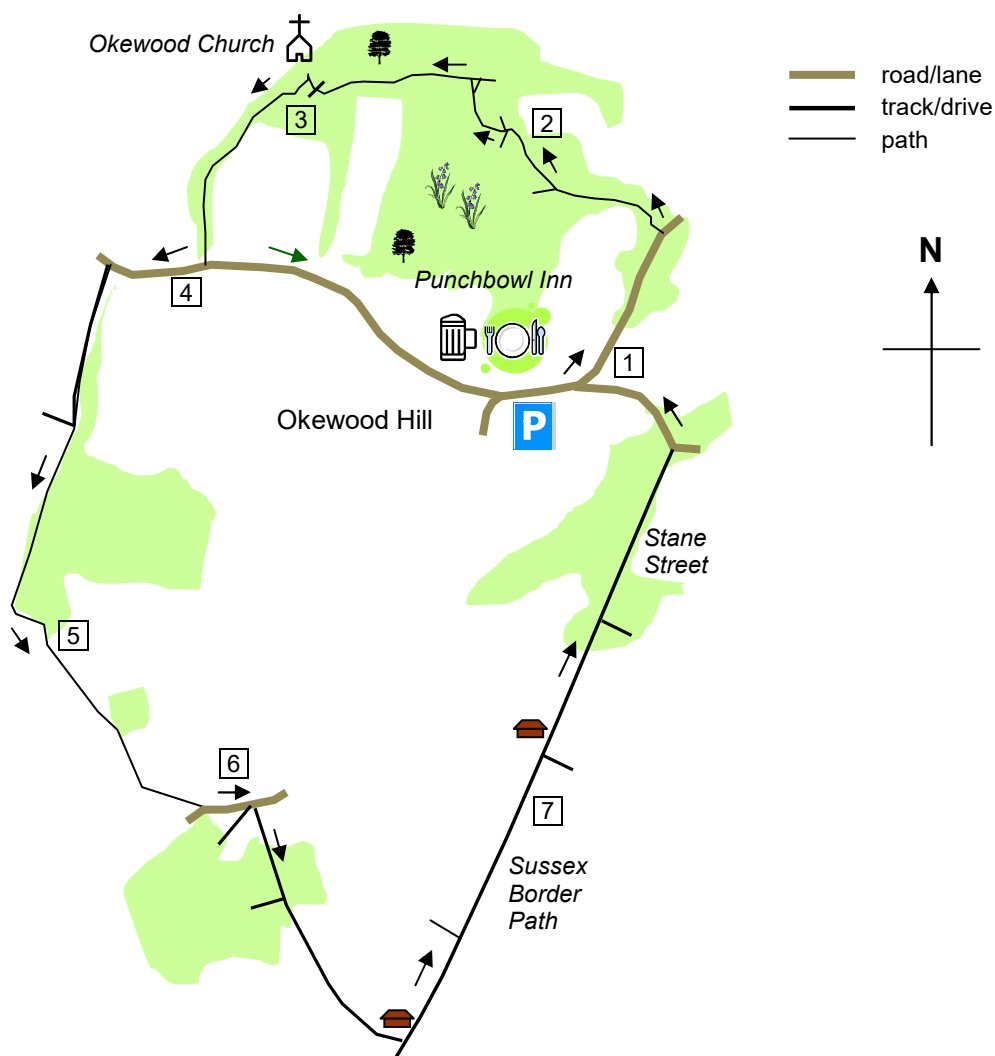 Okewood Church
road/lane
track/drive
path
3
2
N
Punchbowl Inn
4
1
Okewood Hill
P
Stane
Street
5
6
7
Sussex
Border
Path